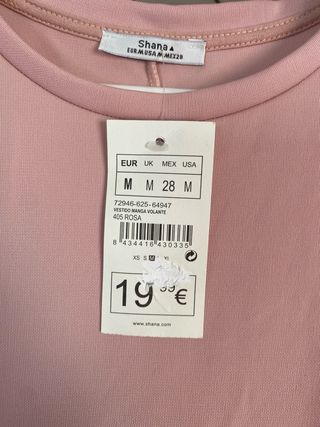 Shana▲
EUR M USA M MEX28
EUR UK MEX USA
M M 28 M
72946-625-64947
VESTIDO MANGA VOLANTE
405 ROSA
8 434416 430335
XS S M XL
19 99 €
www.shana.com